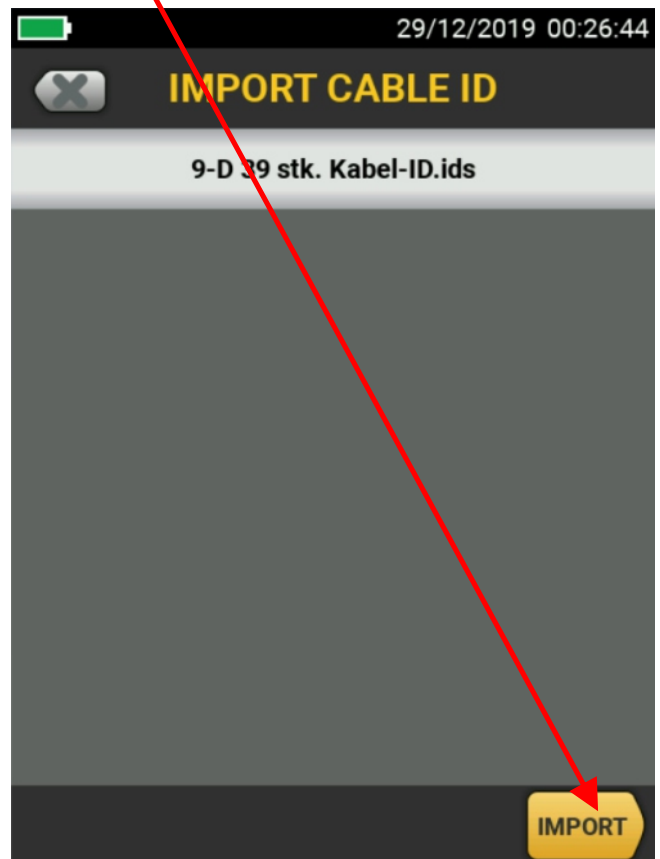 29/12/2019 00:26:44
IMPORT CABLE ID
9-D 39 stk. Kabel-ID.ids
IMPORT